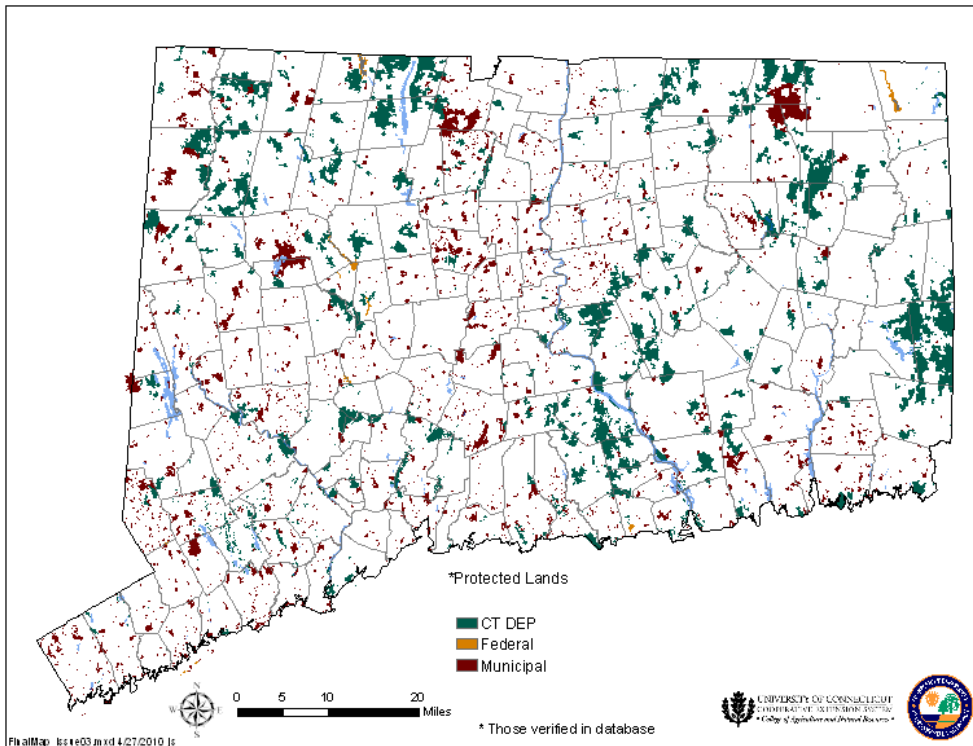 *Protected Lands
CT DEP
Federal
Municipal
N
W
E
S
0 5 10 20
Miles
* Those verified in database
UNIVERSITY OF CONNECTICUT
COOPERATIVE EXTENSION SYSTEM
• College of Agriculture and Natural Resources •
FinalMap_Issue03.mxd 4/27/2010 js